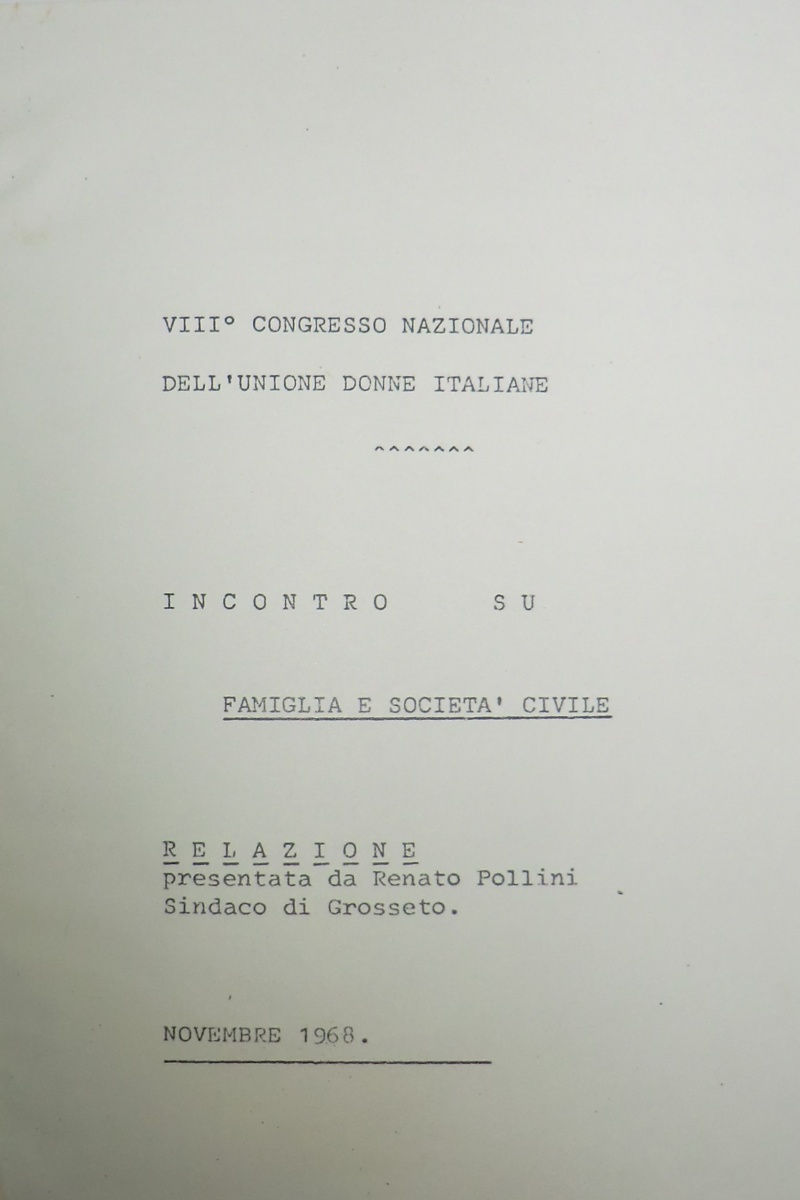 VIII° CONGRESSO NAZIONALE
DELL'UNIONE DONNE ITALIANE
^^^^^^^
I N C O N T R O   S U
FAMIGLIA E SOCIETA' CIVILE
R E L A Z I O N E
presentata da Renato Pollini
Sindaco di Grosseto.
NOVEMBRE 1968.